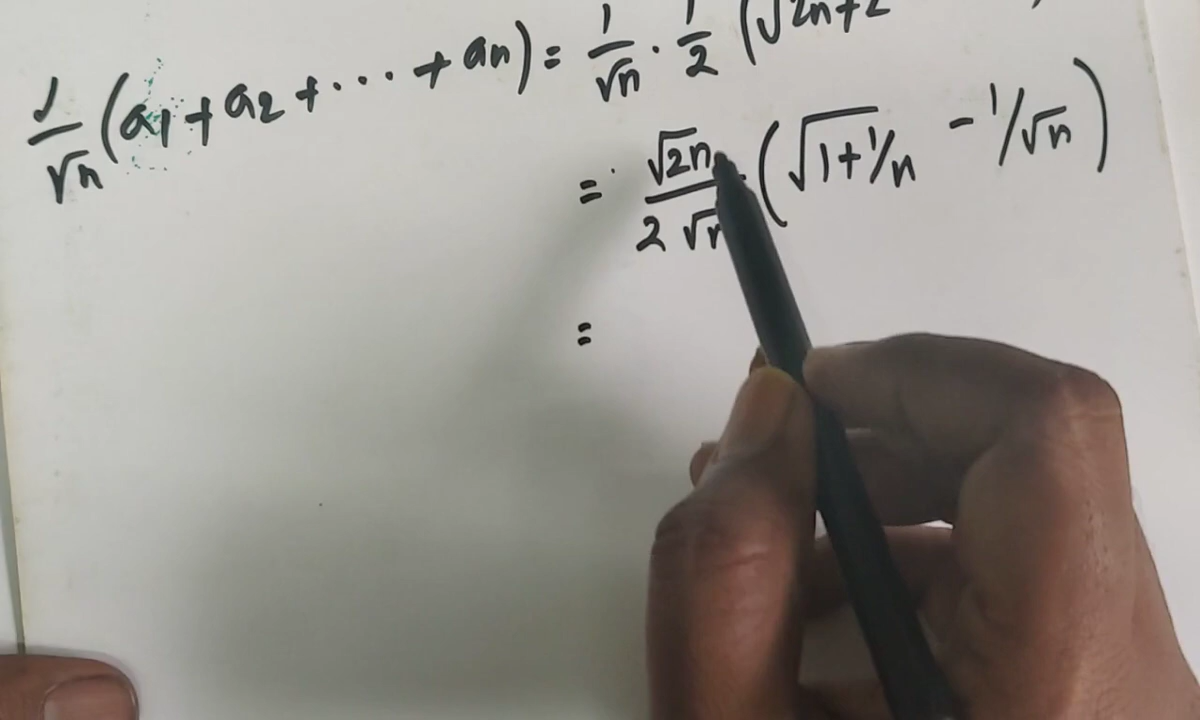 1/√n (a1 + a2 + ... + an) = 1/√n . 1/2 (√2n+2
= √2n / 2 √n (√1+1/n - 1/√n)
=